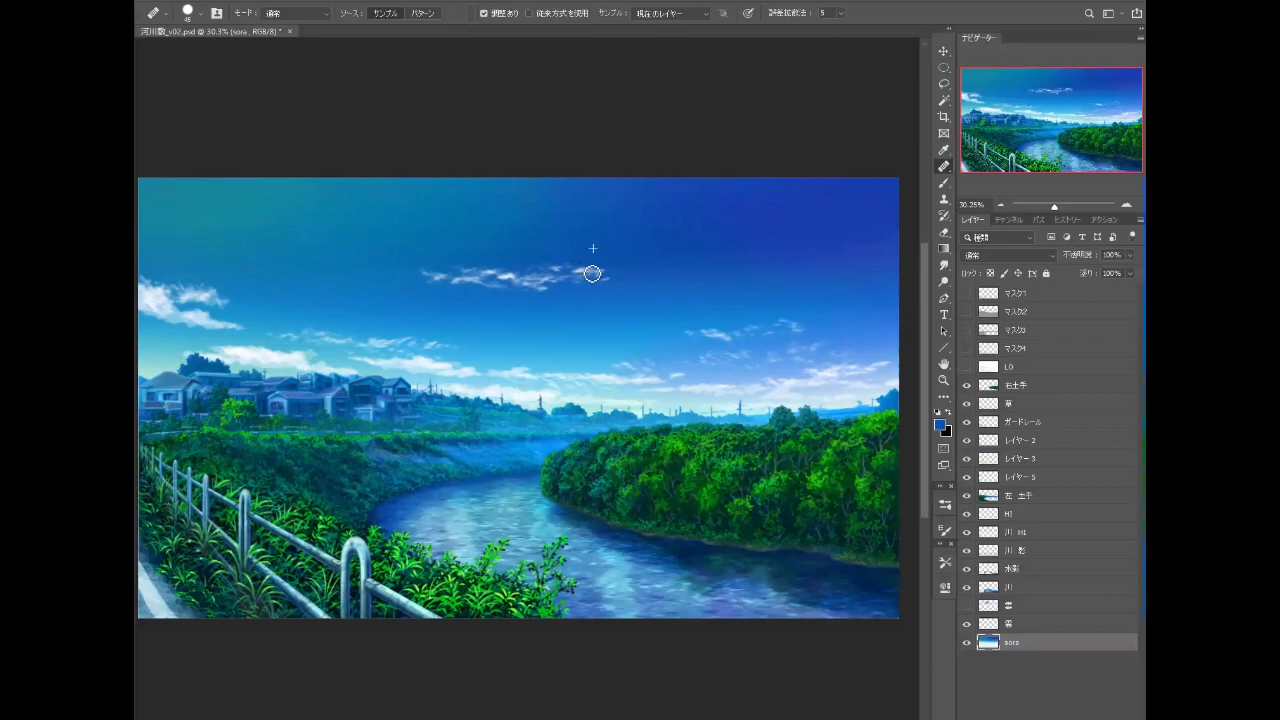 45 モード： 通常 ソース： サンプル パターン 調整あり 従来方式を使用 サンプル： 現在のレイヤー 誤差拡散法： 5
河川敷_v02.psd @ 30.3% (sora , RGB/8) * ×
ナビゲーター
30.25%
レイヤー チャンネル パス ヒストリー アクション
種類
通常 不透明度： 100%
ロック： 塗り： 100%
マスク1
マスク2
マスク3
マスク4
LO
右土手
草
ガードレール
レイヤー 2
レイヤー 3
レイヤー 5
左　土手
HI
川　HI
川　影
水影
川
雲
雲
sora